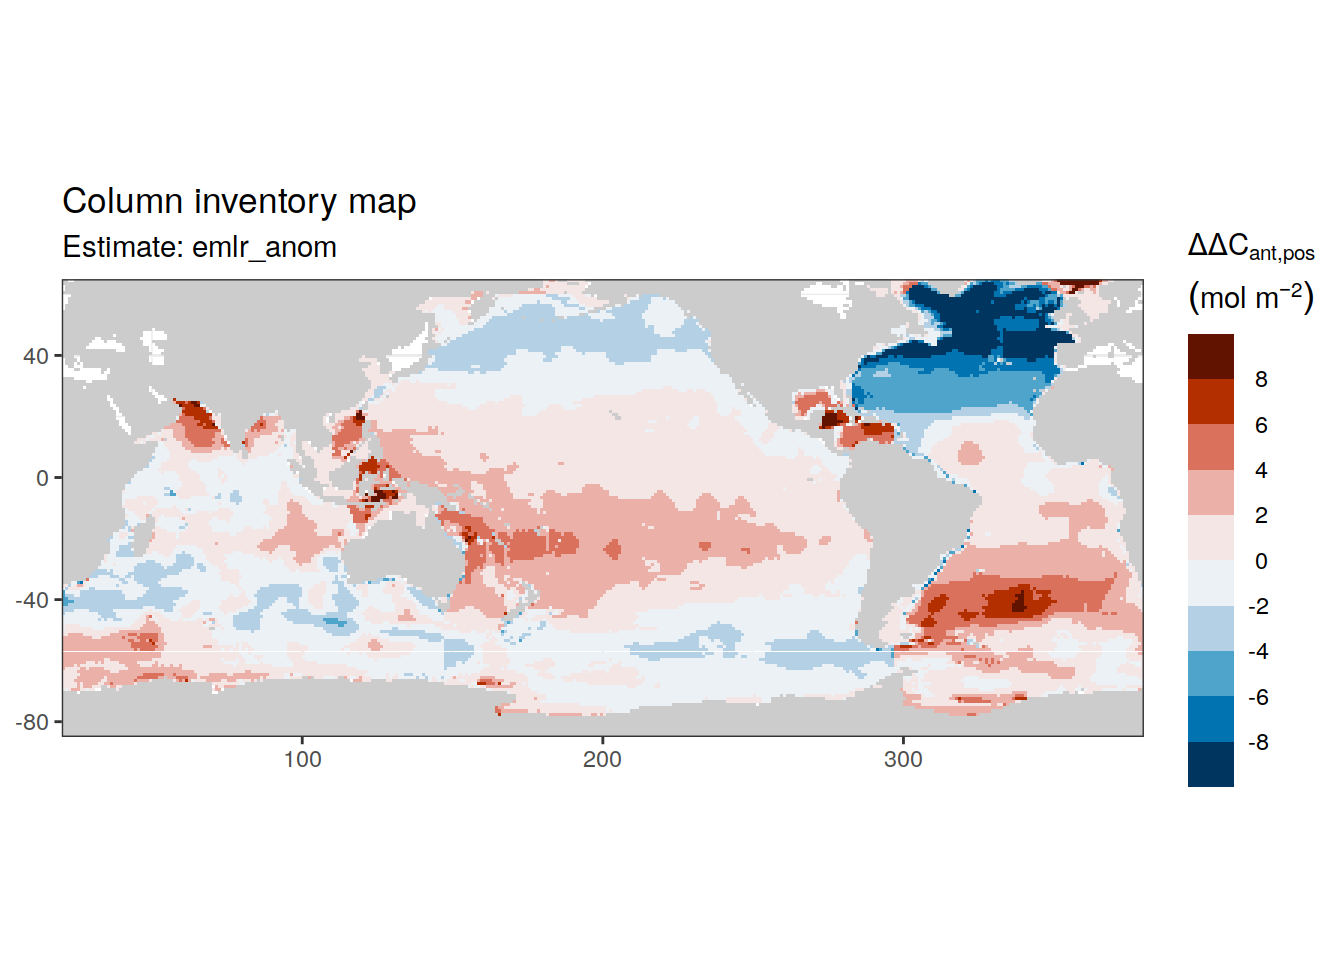 Column inventory map
Estimate: emlr_anom
ΔΔC_ant,pos
(mol m⁻²)
8
6
4
2
0
-2
-4
-6
-8
40
0
-40
-80
100 200 300